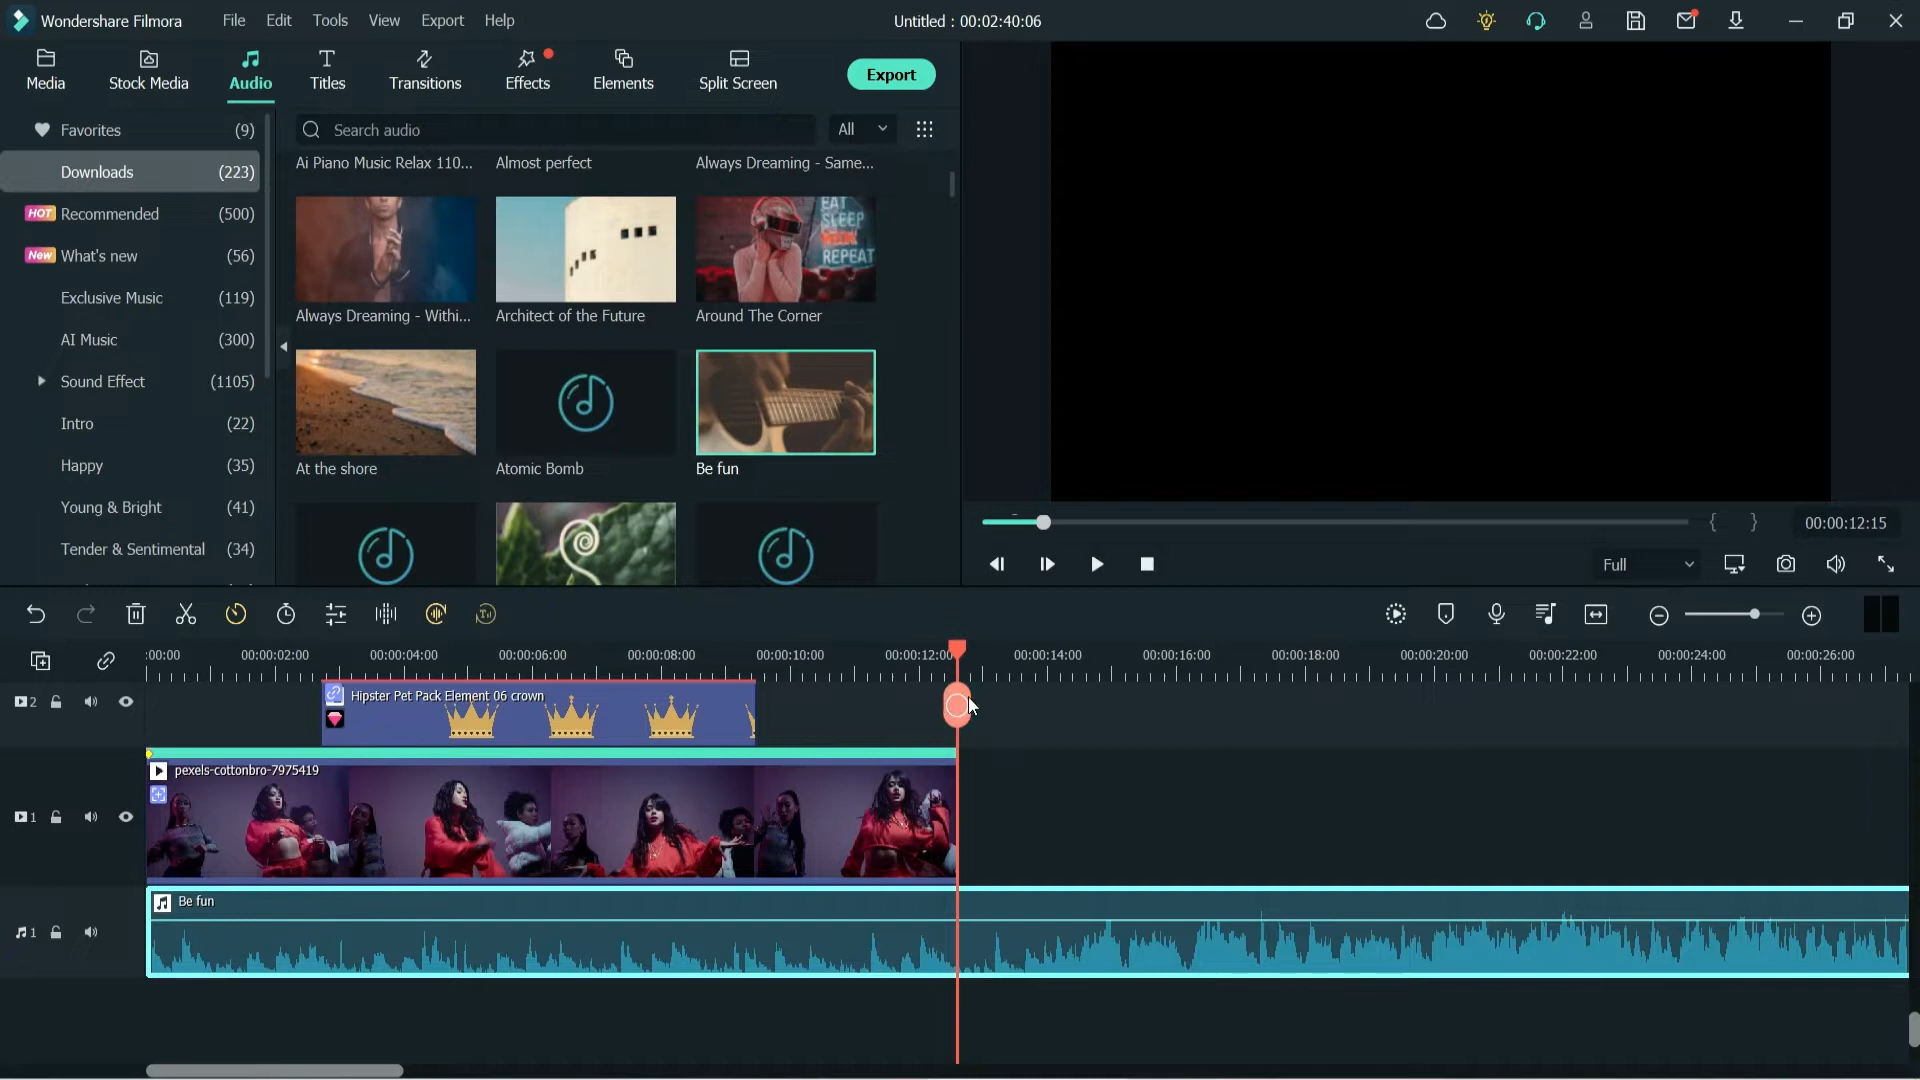 Wondershare Filmora File Edit Tools View Export Help Untitled : 00:02:40:06
Media Stock Media Audio Titles Transitions Effects Elements Split Screen Export
Favorites (9)
Downloads (223)
HOT Recommended (500)
New What's new (56)
Exclusive Music (119)
AI Music (300)
Sound Effect (1105)
Intro (22)
Happy (35)
Young & Bright (41)
Tender & Sentimental (34)
Search audio All
Ai Piano Music Relax 110... Almost perfect Always Dreaming - Same...
EAT
SLEEP
REPEAT
Always Dreaming - Withi... Architect of the Future Around The Corner
At the shore Atomic Bomb Be fun
{ } 00:00:12:15
Full
:00:00 00:00:02:00 00:00:04:00 00:00:06:00 00:00:08:00 00:00:10:00 00:00:12:00 00:00:14:00 00:00:16:00 00:00:18:00 00:00:20:00 00:00:22:00 00:00:24:00 00:00:26:00
2 Hipster Pet Pack Element 06 crown
pexels-cottonbro-7975419
1
Be fun
1